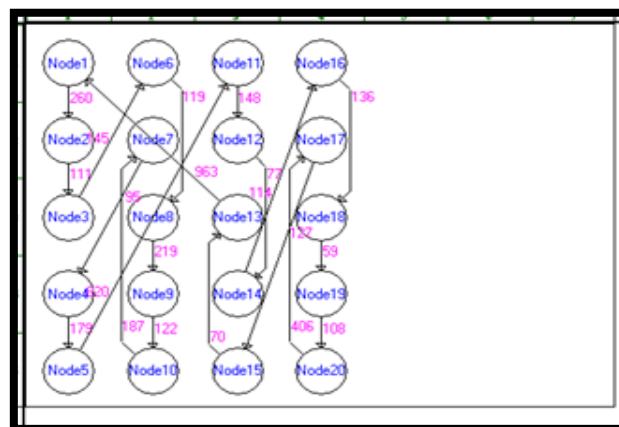 Node1 Node6 Node11 Node16
260 119 148 136
Node2 145 Node7 Node12 Node17
111 95 963 114 77
Node3 Node8 Node13 127 Node18
219 59
Node4 620 Node9 Node14 Node19
179 187 122 70 406 108
Node5 Node10 Node15 Node20